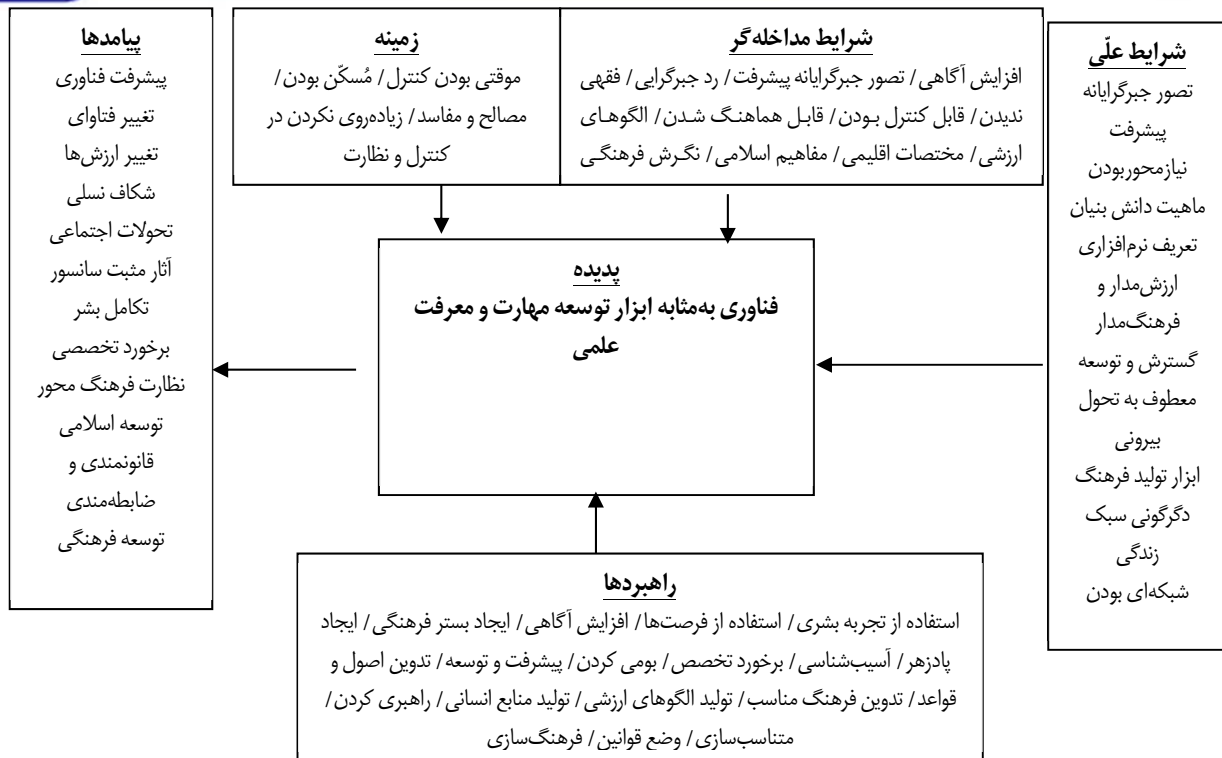 شرایط علّی
تصور جبرگرایانه
پیشرفت
نیازمحوربودن
ماهیت دانش بنیان
تعریف نرم‌افزاری
ارزش‌مدار و
فرهنگ‌مدار
گسترش و توسعه
معطوف به تحول
بیرونی
ابزار تولید فرهنگ
دگرگونی سبک
زندگی
شبکه‌ای بودن
شرایط مداخله‌گر
افزایش آگاهی/ تصور جبرگرایانه پیشرفت/ رد جبرگرایی/ فقهی
ندیدن/ قابل کنترل بودن/ قابل هماهنگ شدن/ الگوهای
ارزشی/ مختصات اقلیمی/ مفاهیم اسلامی/ نگرش فرهنگی
زمینه
موقتی بودن کنترل/ مُسکّن بودن/
مصالح و مفاسد/ زیاده‌روی نکردن در
کنترل و نظارت
پدیده
فناوری به‌مثابه ابزار توسعه مهارت و معرفت
علمی
راهبردها
استفاده از تجربه بشری/ استفاده از فرصت‌ها/ افزایش آگاهی/ ایجاد بستر فرهنگی/ ایجاد
پادزهر/ آسیب‌شناسی/ برخورد تخصص/ بومی کردن/ پیشرفت و توسعه/ تدوین اصول و
قواعد/ تدوین فرهنگ مناسب/ تولید الگوهای ارزشی/ تولید منابع انسانی/ راهبری کردن/
متناسب‌سازی/ وضع قوانین/ فرهنگ‌سازی
پیامدها
پیشرفت فناوری
تغییر فتاوای
تغییر ارزش‌ها
شکاف نسلی
تحولات اجتماعی
آثار مثبت سانسور
تکامل بشر
برخورد تخصصی
نظارت فرهنگ محور
توسعه اسلامی
قانونمندی و
ضابطه‌مندی
توسعه فرهنگی